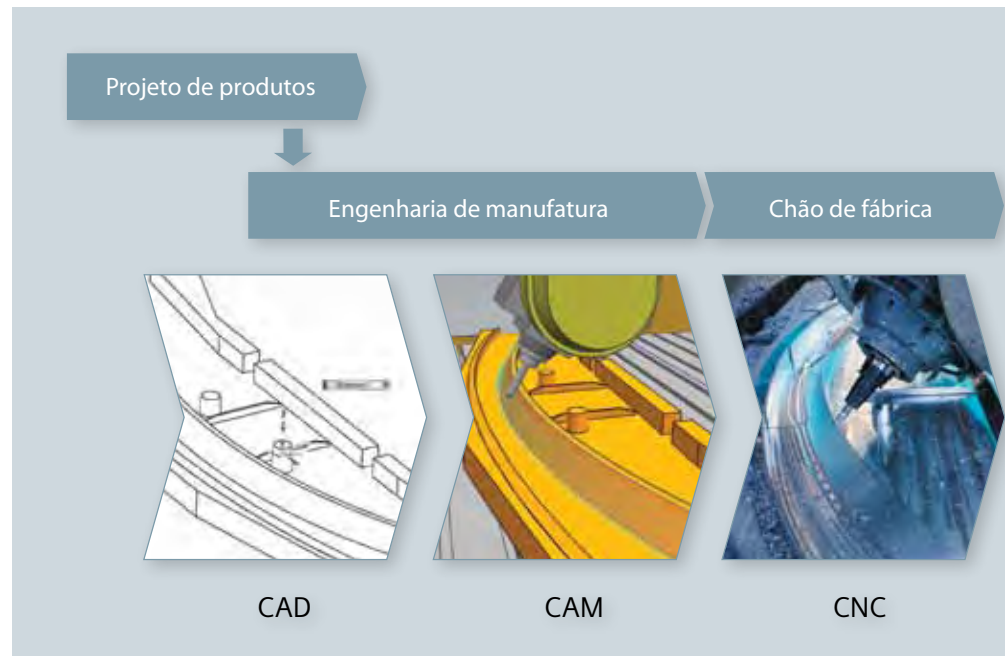 Projeto de produtos
Engenharia de manufatura
Chão de fábrica
CAD
CAM
CNC